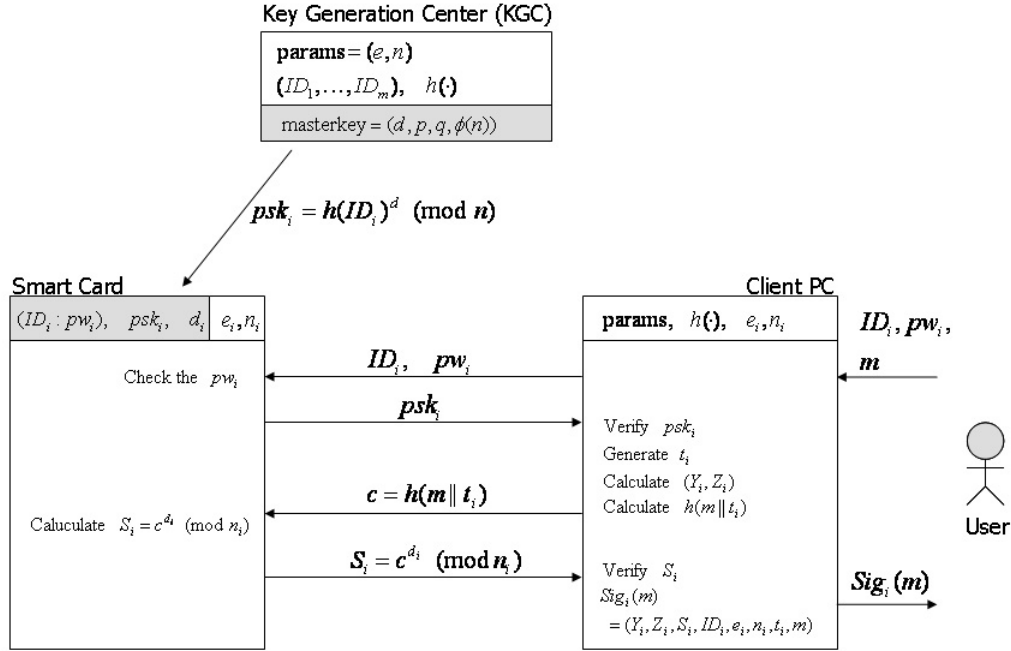 Key Generation Center (KGC)
params = (e, n)
(ID₁,…,IDₘ), h(·)
masterkey = (d, p, q, ϕ(n))
pskᵢ = h(IDᵢ)^d (mod n)
Smart Card
(IDᵢ : pwᵢ), pskᵢ, dᵢ eᵢ,nᵢ
Check the pwᵢ
Caluculate Sᵢ = c^{dᵢ} (mod nᵢ)
IDᵢ, pwᵢ
pskᵢ
c = h(m || tᵢ)
Sᵢ = c^{dᵢ} (mod nᵢ)
Client PC
params, h(·), eᵢ,nᵢ
Verify pskᵢ
Generate tᵢ
Calculate (Yᵢ, Zᵢ)
Calculate h(m || tᵢ)
Verify Sᵢ
Sigᵢ(m)
= (Yᵢ, Zᵢ, Sᵢ, IDᵢ, eᵢ, nᵢ, tᵢ, m)
IDᵢ, pwᵢ,
m
User
Sigᵢ(m)